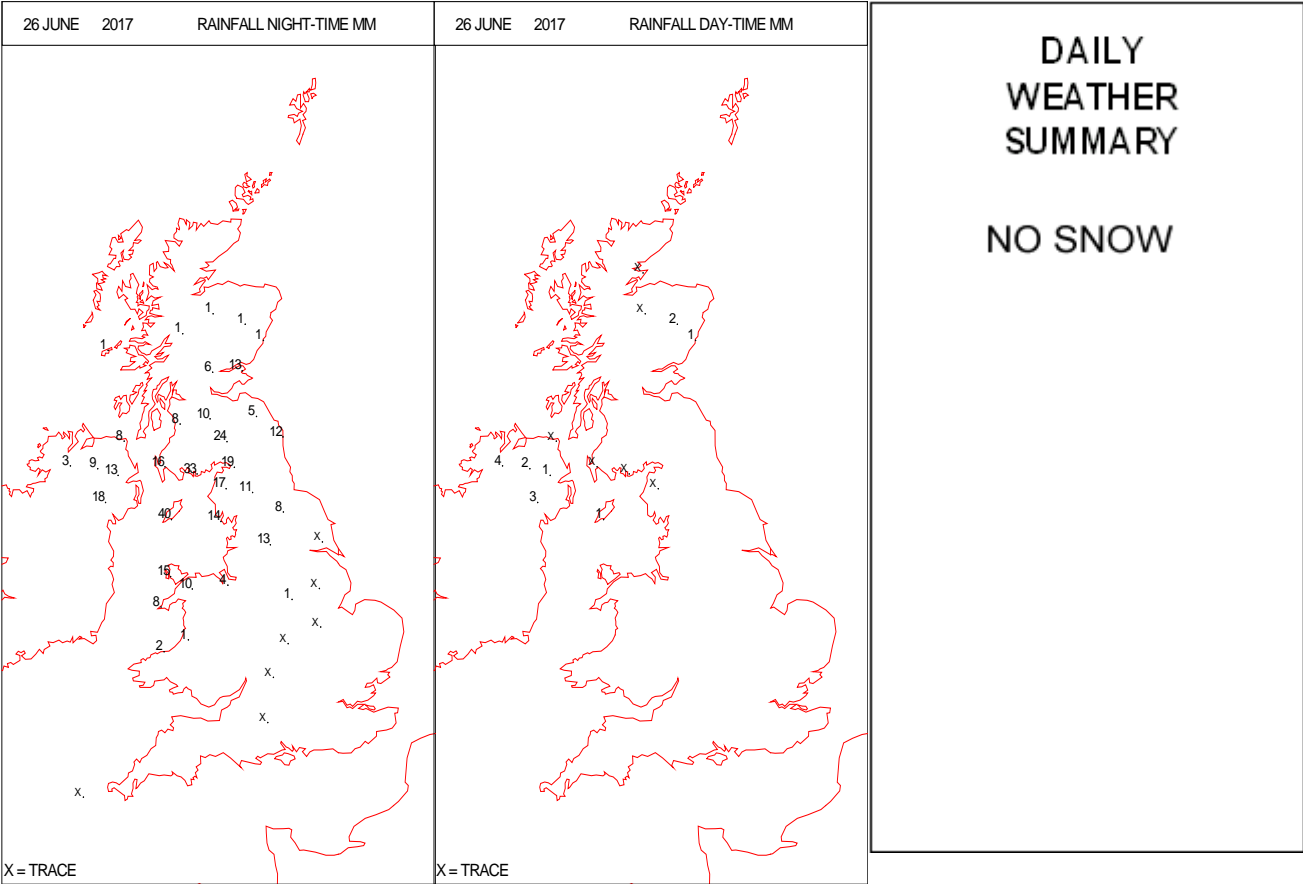 26 JUNE 2017 RAINFALL NIGHT-TIME MM
1
1
1
1
1
6 13
10 5
8
8 24 12
3 9 13 16 33 19
17 11
18
40 14 8
13 X
15
10 4 X
8 1
X
2 1 X
X
X
X
X = TRACE
26 JUNE 2017 RAINFALL DAY-TIME MM
X
X
2
1
X
4 2 1 X X
X
3
1
X = TRACE
DAILY
WEATHER
SUMMARY
NO SNOW